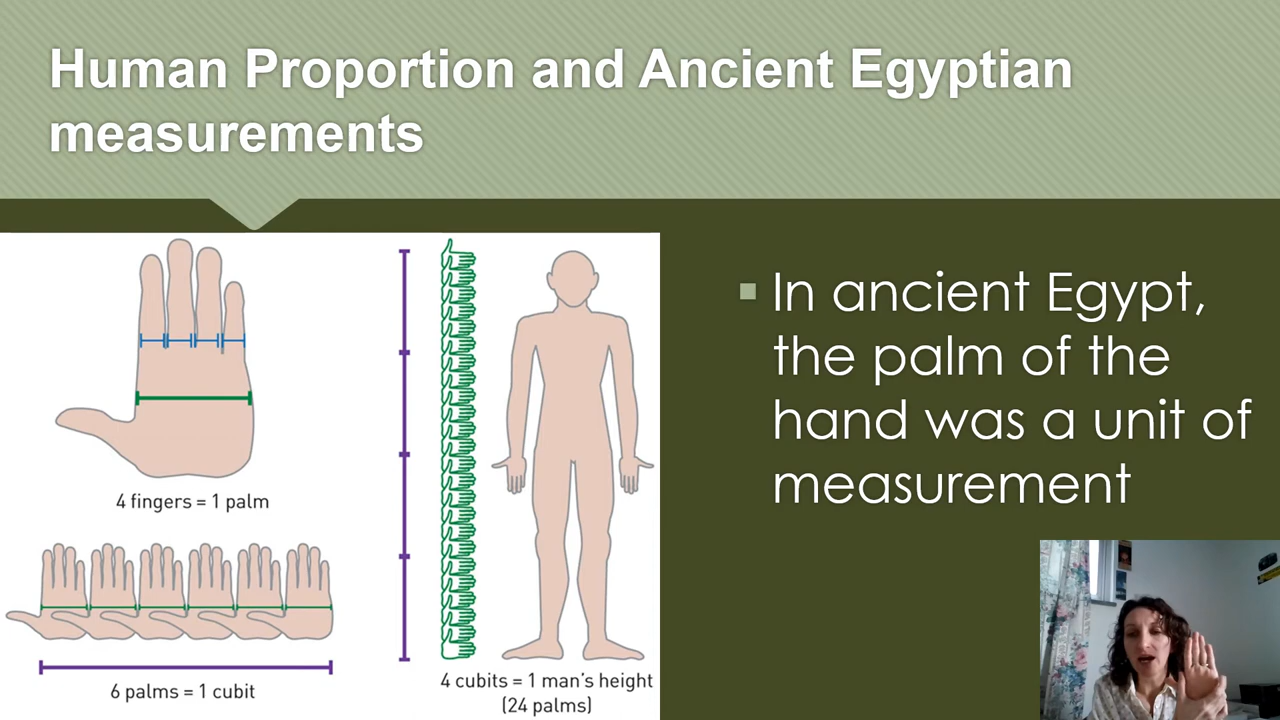 Human Proportion and Ancient Egyptian
measurements
4 fingers = 1 palm
6 palms = 1 cubit
4 cubits = 1 man's height
(24 palms)
In ancient Egypt,
the palm of the
hand was a unit of
measurement